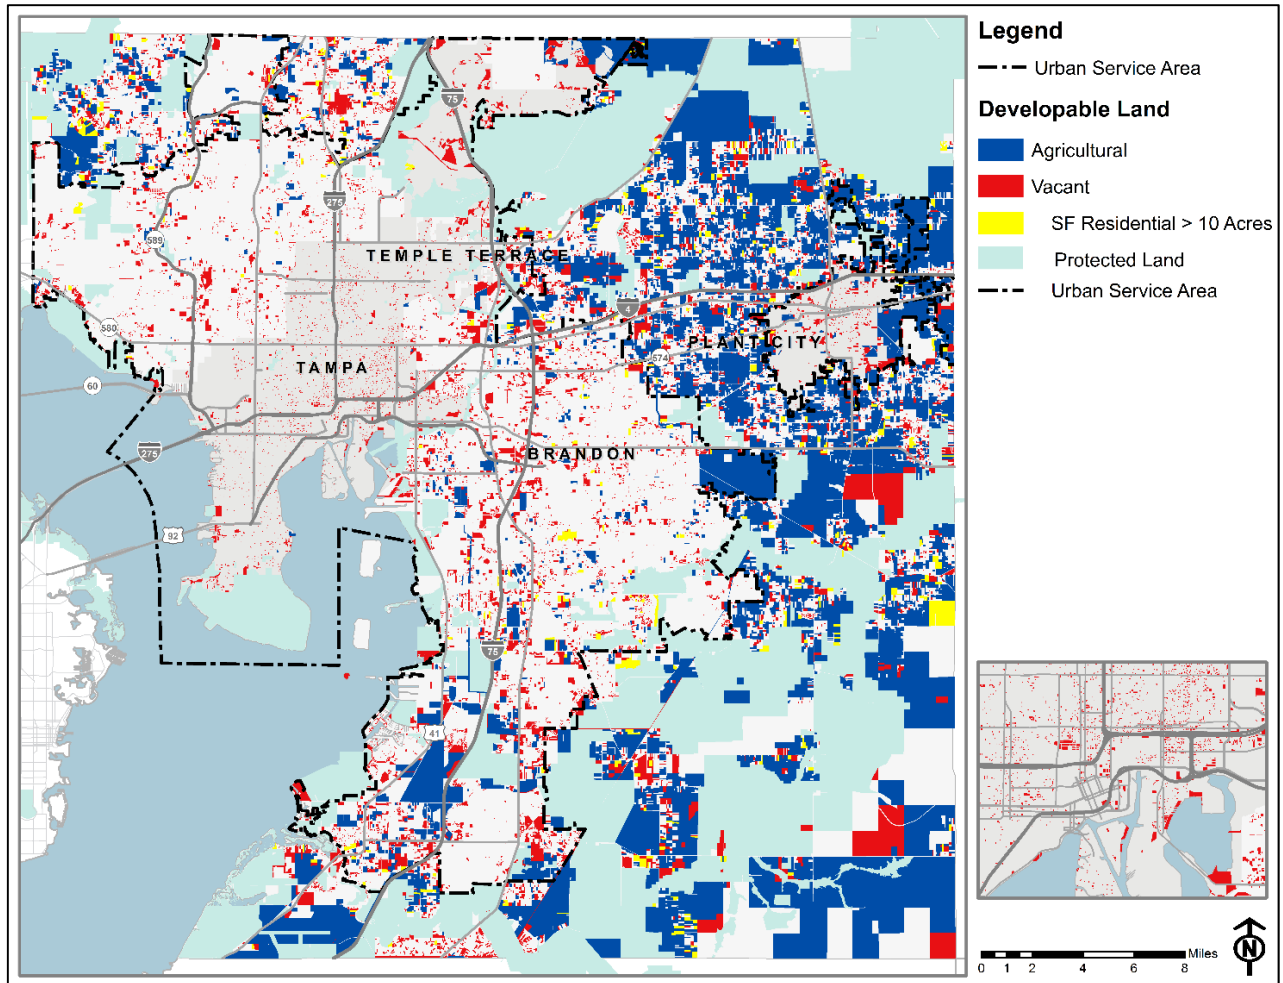 Legend
Urban Service Area
Developable Land
Agricultural
Vacant
SF Residential > 10 Acres
Protected Land
Urban Service Area
75
275
589
TEMPLE TERRACE
4
580
574
PLANT CITY
TAMPA
60
275
BRANDON
92
75
41
Miles
0 1 2 4 6 8
N